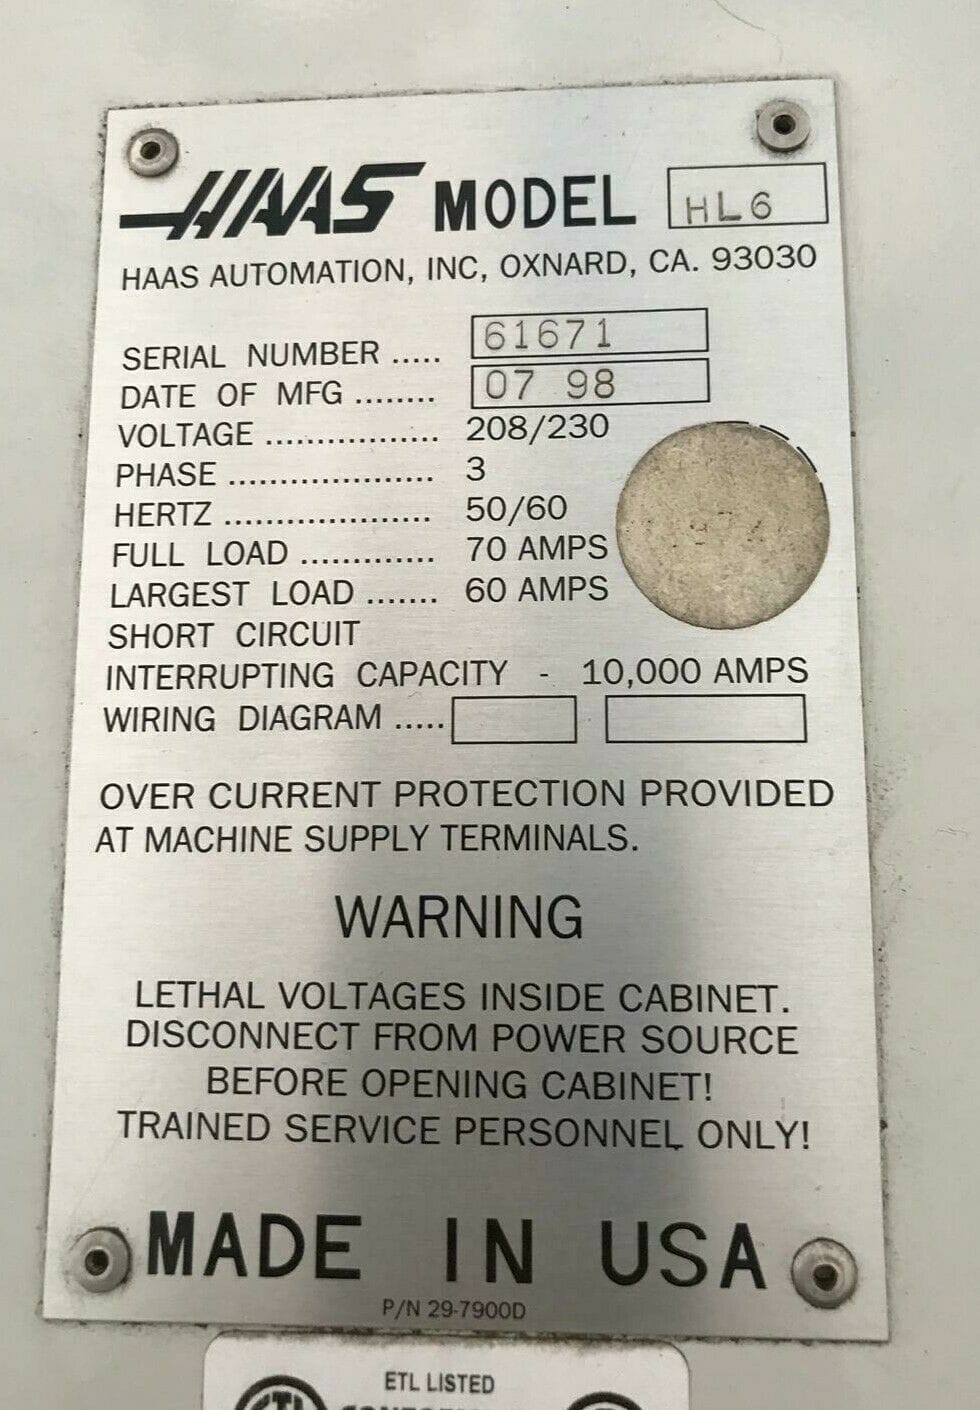 HAAS MODEL HL6
HAAS AUTOMATION, INC, OXNARD, CA. 93030
SERIAL NUMBER ..... 61671
DATE OF MFG ........ 07 98
VOLTAGE ................. 208/230
PHASE .................... 3
HERTZ .................... 50/60
FULL LOAD ............. 70 AMPS
LARGEST LOAD ....... 60 AMPS
SHORT CIRCUIT
INTERRUPTING CAPACITY - 10,000 AMPS
WIRING DIAGRAM .....
OVER CURRENT PROTECTION PROVIDED
AT MACHINE SUPPLY TERMINALS.
WARNING
LETHAL VOLTAGES INSIDE CABINET.
DISCONNECT FROM POWER SOURCE
BEFORE OPENING CABINET!
TRAINED SERVICE PERSONNEL ONLY!
MADE IN USA
P/N 29-7900D
ETL LISTED